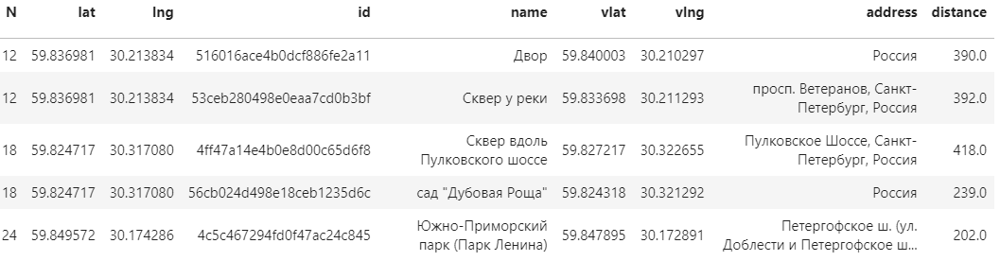 N lat lng id name vlat vlng address distance
12 59.836981 30.213834 516016ace4b0dcf886fe2a11 Двор 59.840003 30.210297 Россия 390.0
12 59.836981 30.213834 53ceb280498e0eaa7cd0b3bf Сквер у реки 59.833698 30.211293 просп. Ветеранов, Санкт-
Петербург, Россия 392.0
18 59.824717 30.317080 4ff47a14e4b0e8d00c65d6f8 Сквер вдоль
Пулковского шоссе 59.827217 30.322655 Пулковское Шоссе, Санкт-
Петербург, Россия 418.0
18 59.824717 30.317080 56cb024d498e18ceb1235d6c сад "Дубовая Роща" 59.824318 30.321292 Россия 239.0
24 59.849572 30.174286 4c5c467294fd0f47ac24c845 Южно-Приморский
парк (Парк Ленина) 59.847895 30.172891 Петергофское ш. (ул.
Доблести и Петергофское ш... 202.0